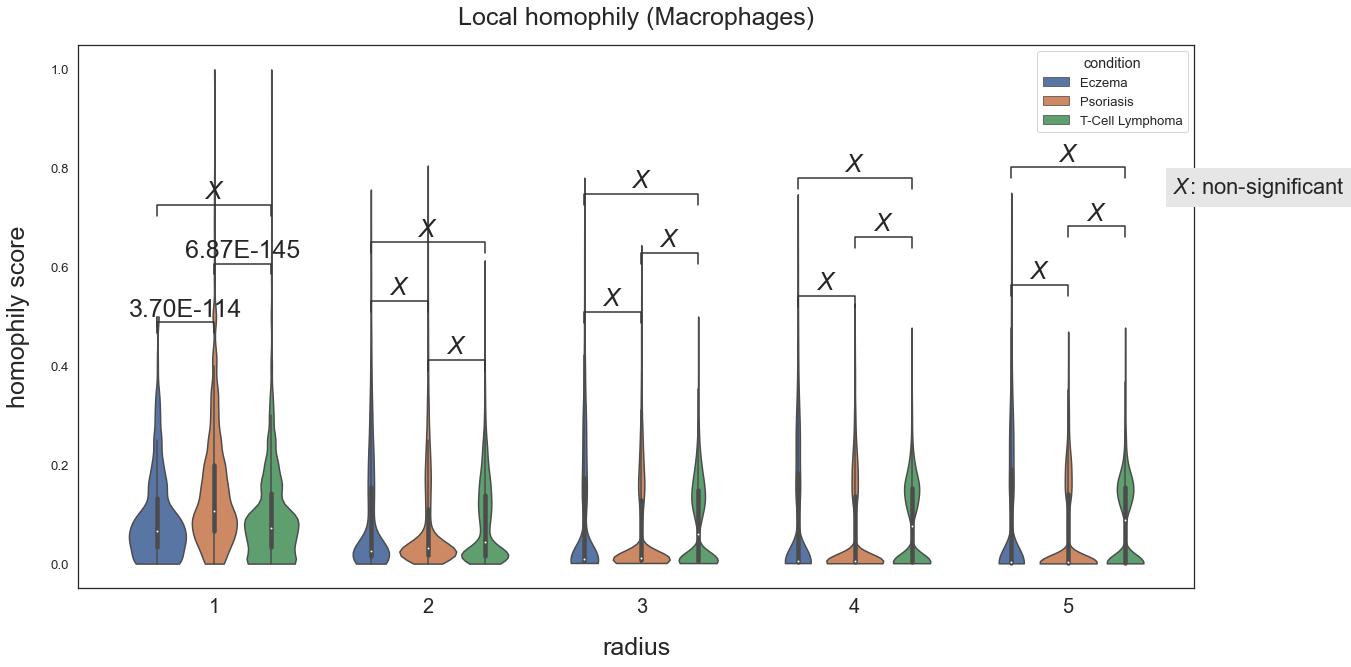 Local homophily (Macrophages)
homophily score
1.0
0.8
0.6
0.4
0.2
0.0
condition
Eczema
Psoriasis
T-Cell Lymphoma
X
6.87E-145
3.70E-114
X
X
X
X
X
X
X
X
X
X
X
X
X: non-significant
1 2 3 4 5
radius